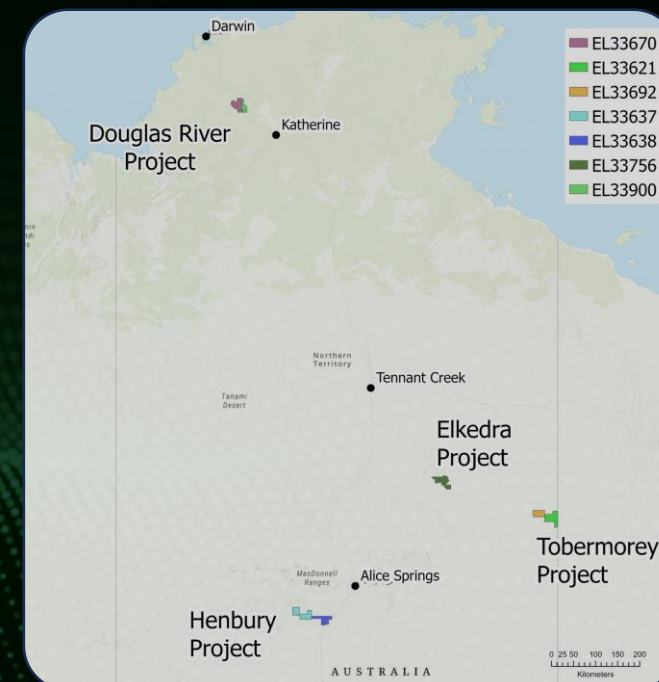 Darwin
EL33670
EL33621
EL33692
EL33637
EL33638
EL33756
EL33900
Douglas River
Project
Katherine
Northern
Territory
Tennant Creek
Tanami
Desert
Elkedra
Project
Tobermorey
Project
MacDonnell
Ranges
Alice Springs
Henbury
Project
AUSTRALIA
0 25 50 100 150 200
Kilometers